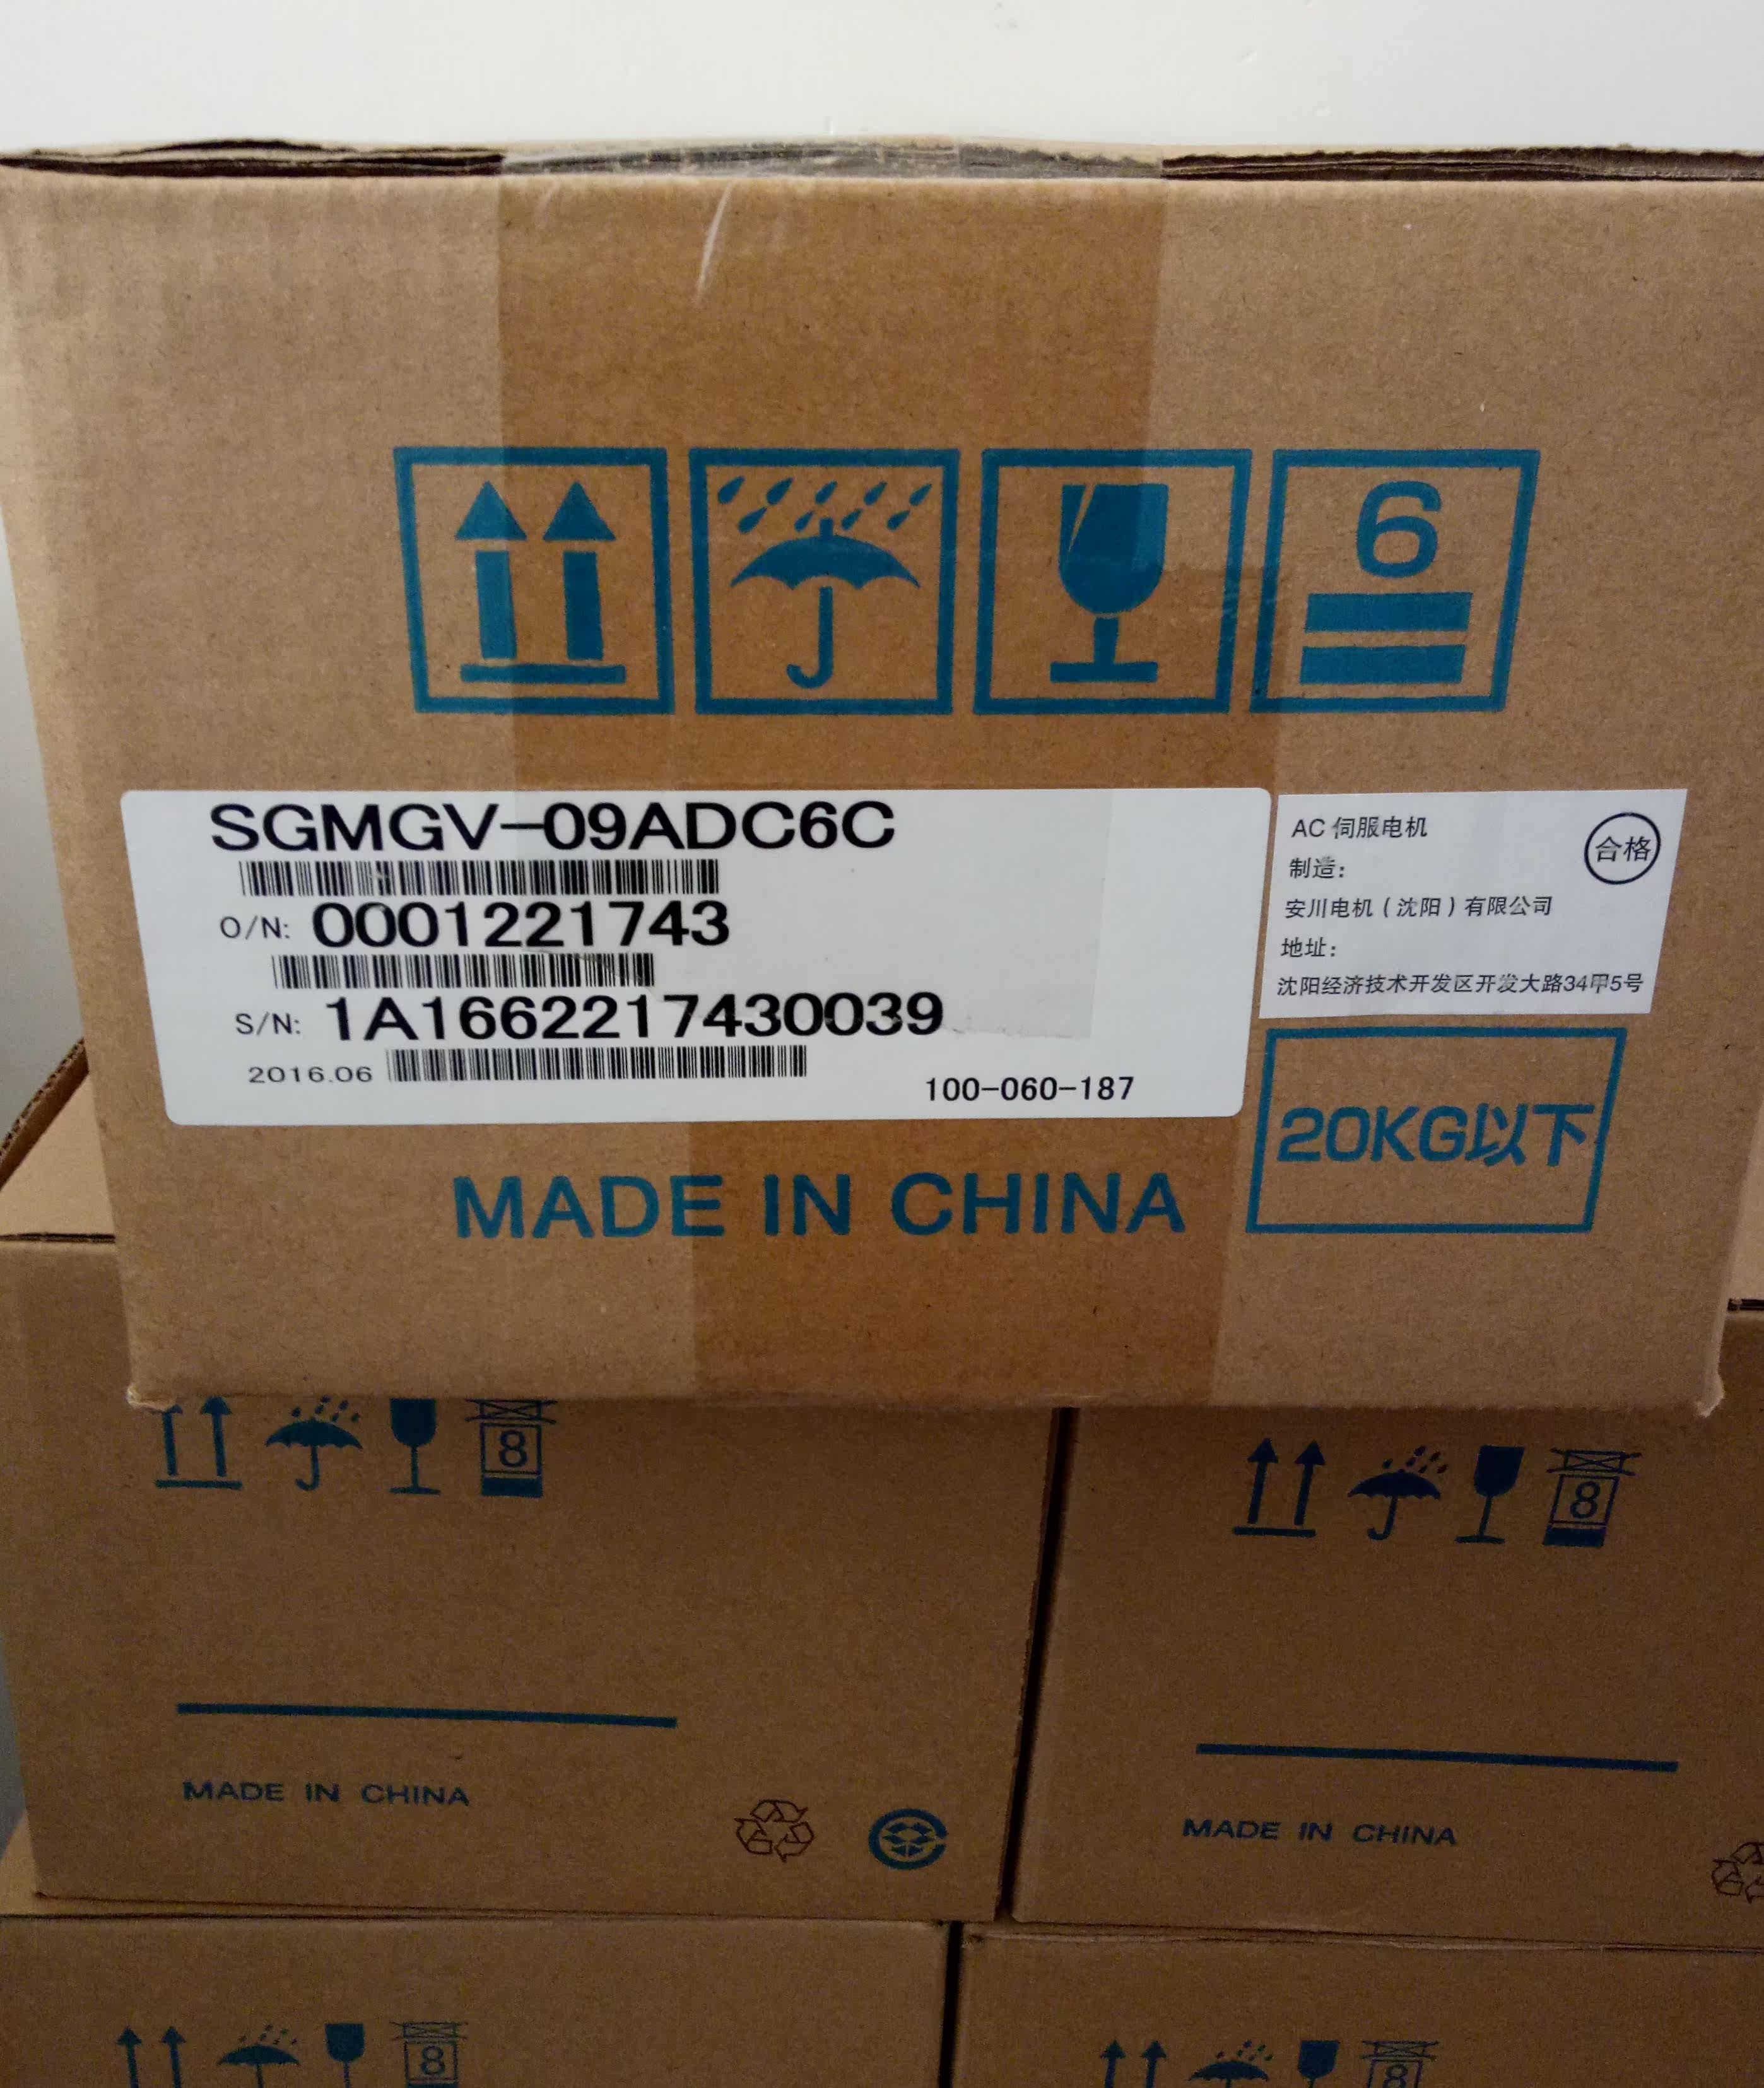 6
SGMGV-09ADC6C
O/N: 0001221743
S/N: 1A1662217430039
2016.06
100-060-187
AC 伺服电机
合格
制造：
安川电机（沈阳）有限公司
地址：
沈阳经济技术开发区开发大路34甲5号
20KG以下
MADE IN CHINA
8
8
MADE IN CHINA
MADE IN CHINA
8
8